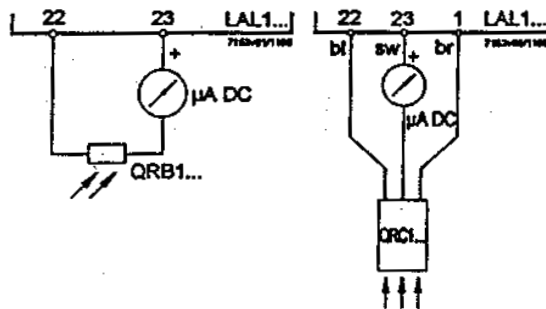 22 23 LAL1...
+
µA DC
QRB1...
22 23 1 LAL1...
bl sw br
+
µA DC
QRC1...